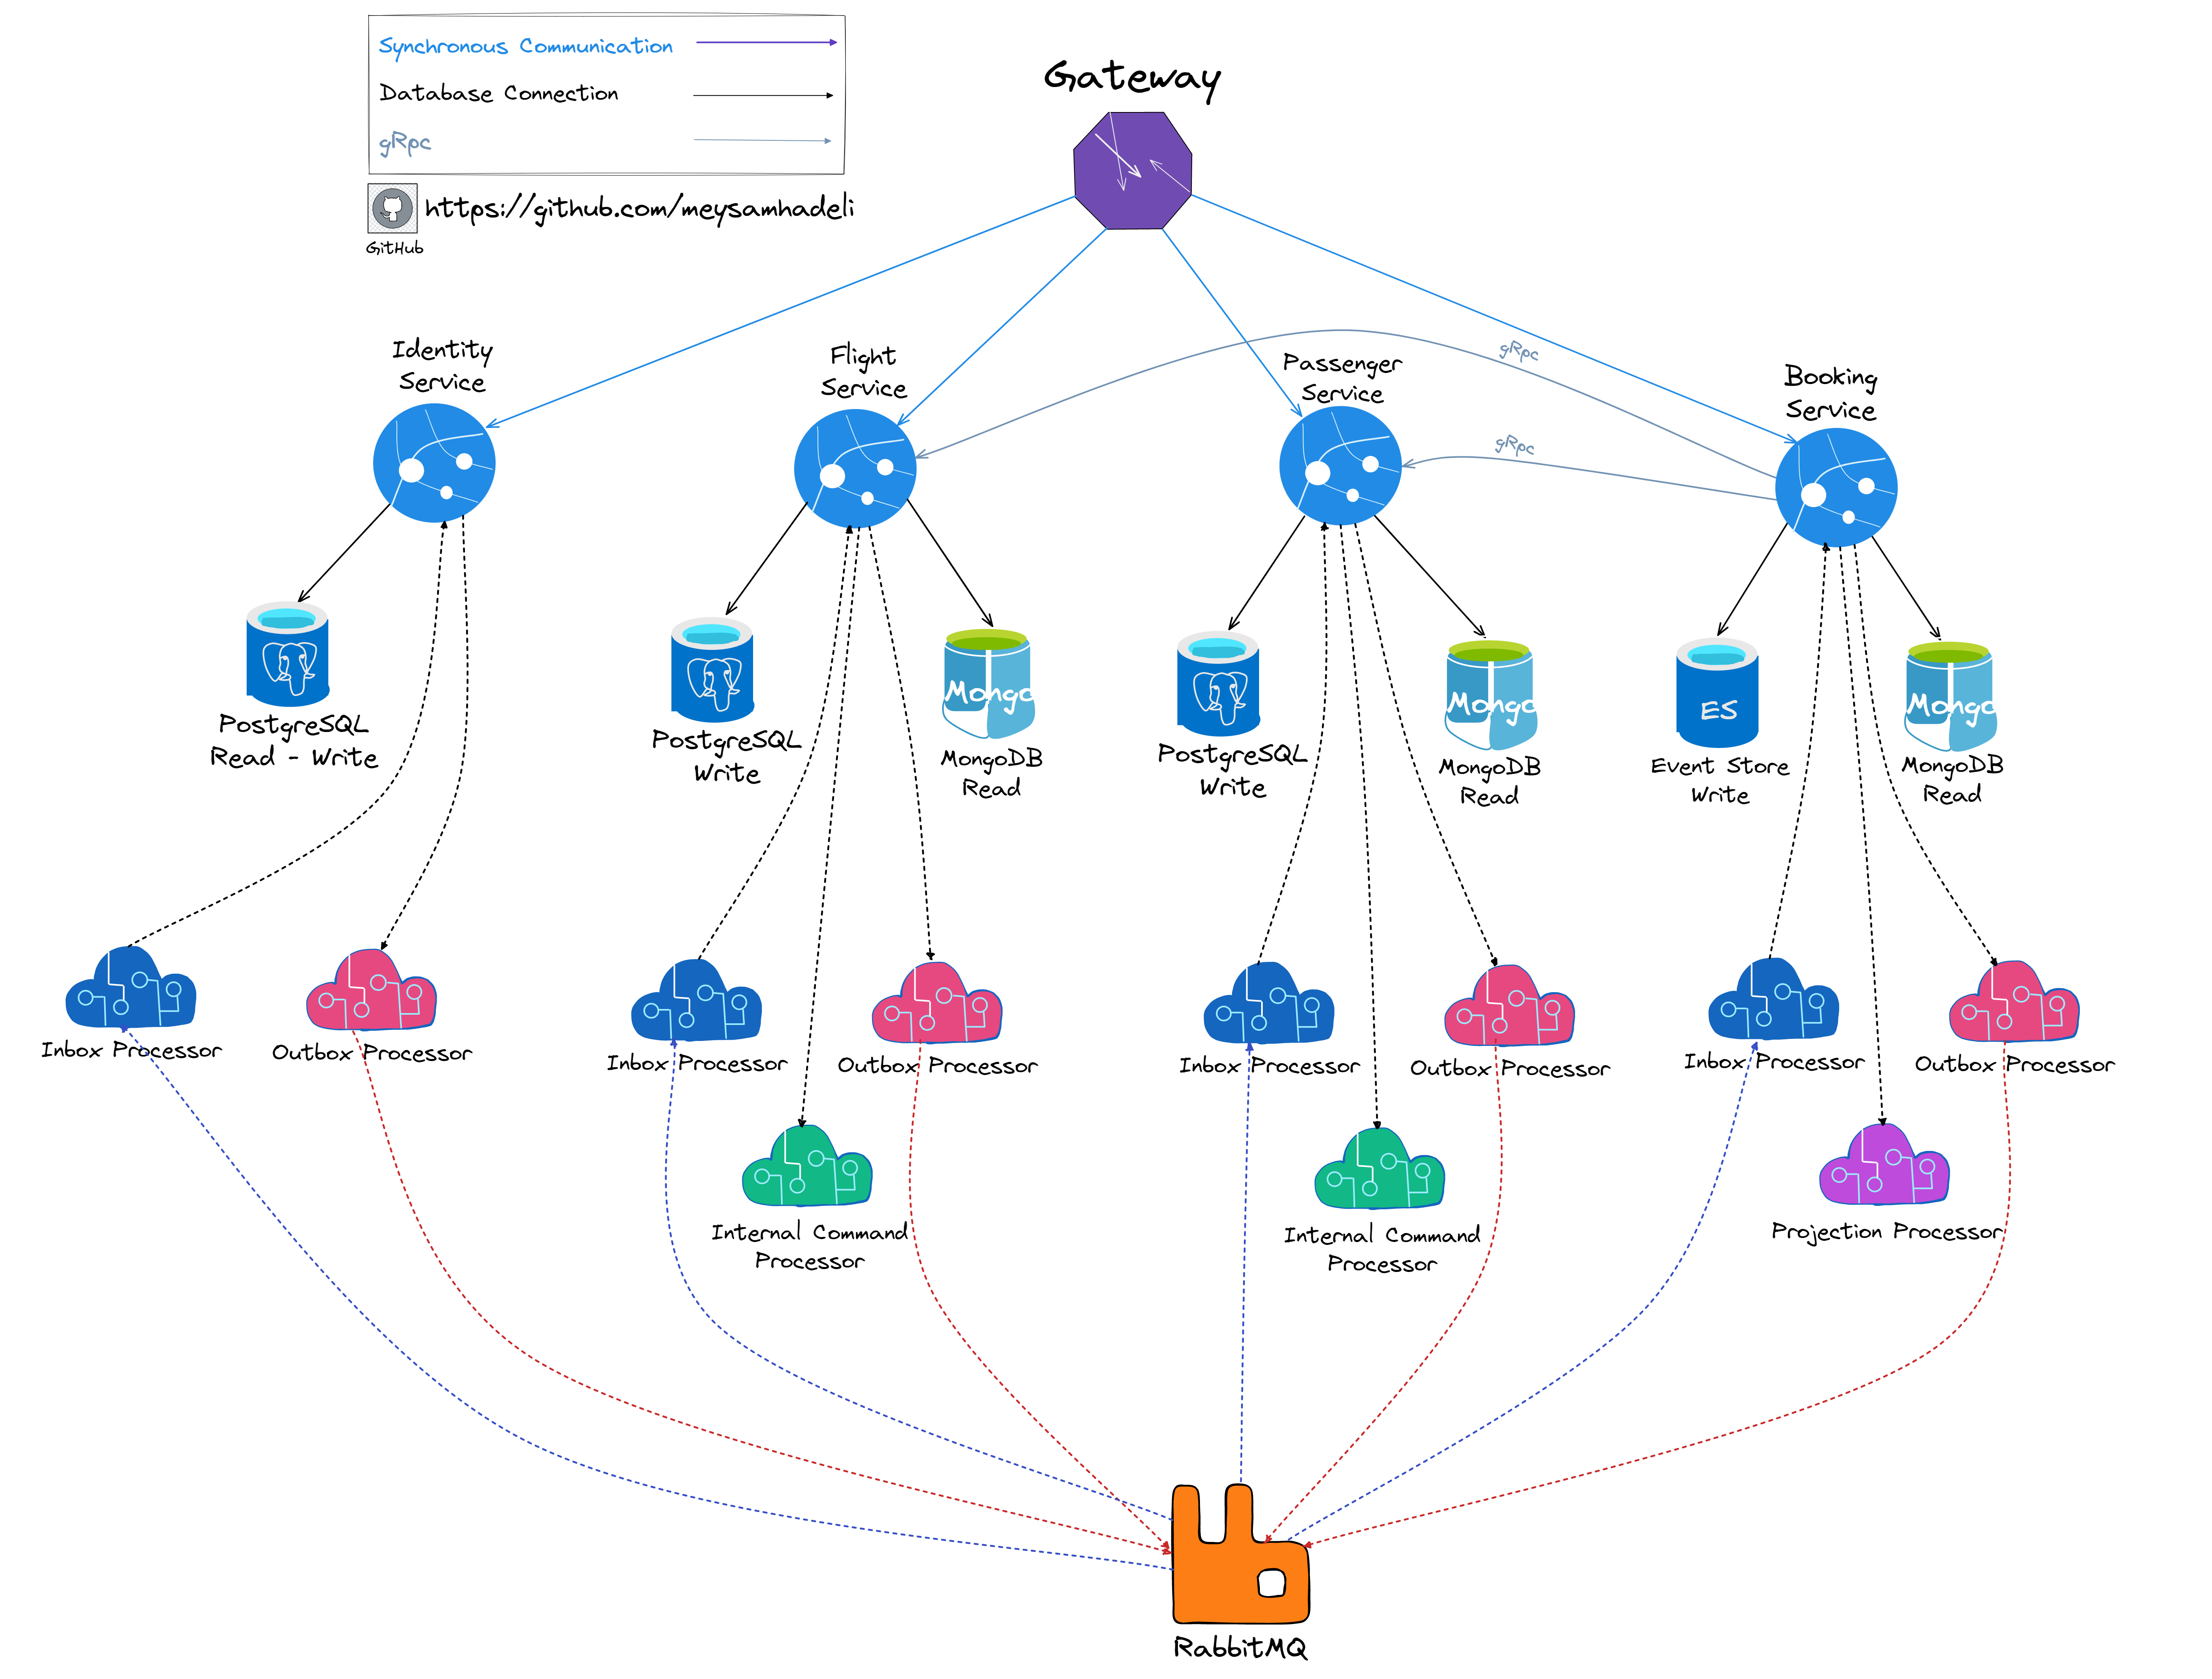 Synchronous Communication
Database Connection
gRpc
https://github.com/meysamhadeli
GitHub
Gateway
Identity
Service
Flight
Service
Passenger
Service
Booking
Service
gRpc
gRpc
PostgreSQL
Read - Write
PostgreSQL
Write
Mongo
MongoDB
Read
PostgreSQL
Write
Mongo
MongoDB
Read
ES
Event Store
Write
Mongo
MongoDB
Read
Inbox Processor
Outbox Processor
Inbox Processor
Outbox Processor
Inbox Processor
Outbox Processor
Inbox Processor
Outbox Processor
Internal Command
Processor
Internal Command
Processor
Projection Processor
RabbitMQ